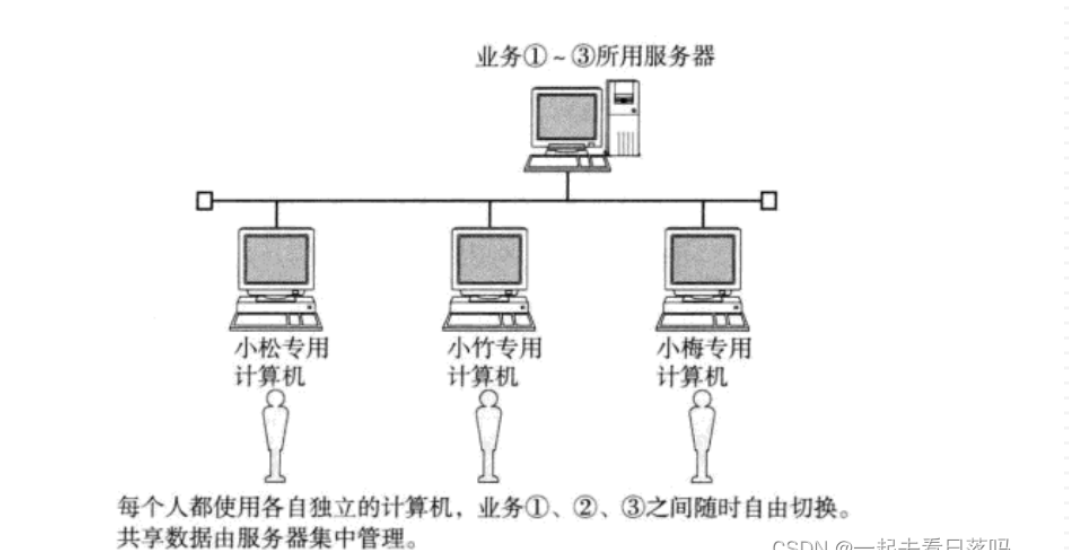 业务①~③所用服务器
小松专用 小竹专用 小梅专用
计算机 计算机 计算机
每个人都使用各自独立的计算机，业务①、②、③之间随时自由切换。
共享数据由服务器集中管理。
CSDN @一起去看日落吗